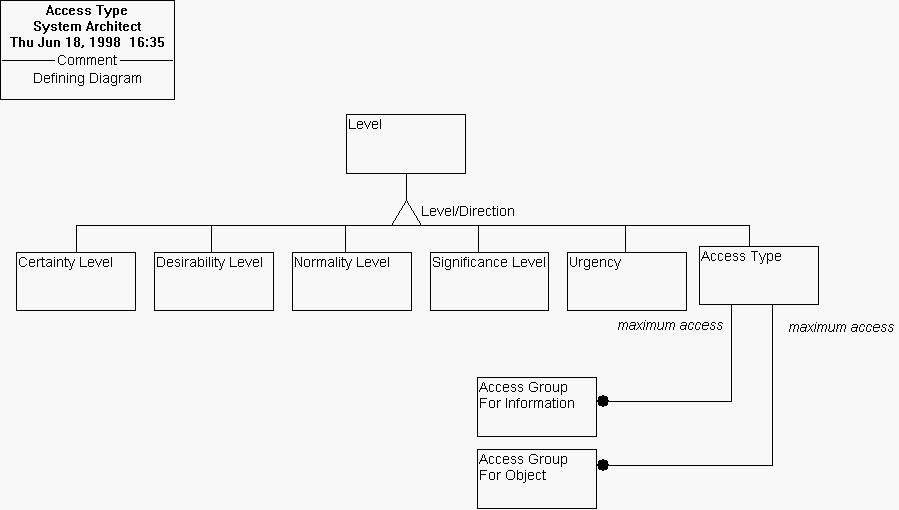 Access Type
System Architect
Thu Jun 18, 1998 16:35
Comment
Defining Diagram
Level
Level/Direction
Certainty Level
Desirability Level
Normality Level
Significance Level
Urgency
Access Type
maximum access
maximum access
Access Group
For Information
Access Group
For Object